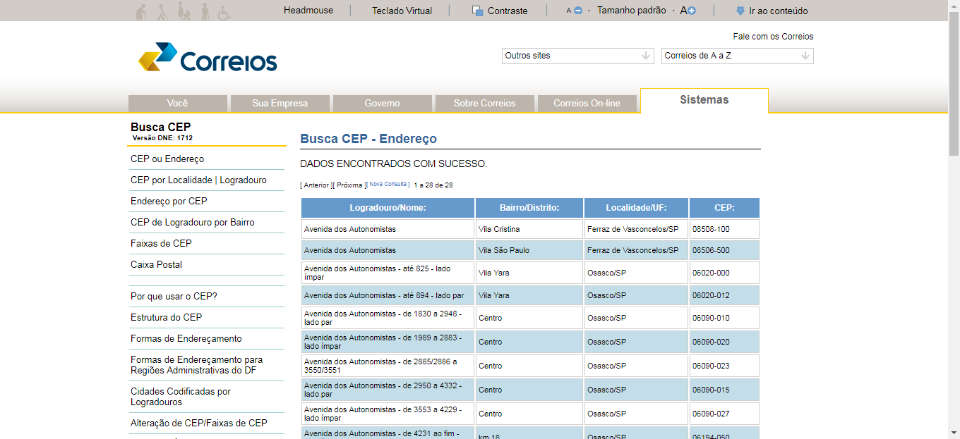 Headmouse | Teclado Virtual | Contraste | A - Tamanho padrão · A | Ir ao conteúdo
Fale com os Correios
Correios
Outros sites
Correios de A a Z
Você
Sua Empresa
Governo
Sobre Correios
Correios On-line
Sistemas
Busca CEP
Versão DNE: 1712
CEP ou Endereço
CEP por Localidade | Logradouro
Endereço por CEP
CEP de Logradouro por Bairro
Faixas de CEP
Caixa Postal
Por que usar o CEP?
Estrutura do CEP
Formas de Endereçamento
Formas de Endereçamento para
Regiões Administrativas do DF
Cidades Codificadas por
Logradouros
Alteração de CEP/Faixas de CEP
Busca CEP - Endereço
DADOS ENCONTRADOS COM SUCESSO.
[ Anterior ][ Próxima ][ Nova Consulta ] 1 a 28 de 28
Logradouro/Nome: Bairro/Distrito: Localidade/UF: CEP:
Avenida dos Autonomistas Vila Cristina Ferraz de Vasconcelos/SP 08508-100
Avenida dos Autonomistas Vila São Paulo Ferraz de Vasconcelos/SP 08506-500
Avenida dos Autonomistas - até 825 - lado
ímpar Vila Yara Osasco/SP 06020-000
Avenida dos Autonomistas - até 894 - lado par Vila Yara Osasco/SP 06020-012
Avenida dos Autonomistas - de 1830 a 2948 -
lado par Centro Osasco/SP 06090-010
Avenida dos Autonomistas - de 1989 a 2883 -
lado ímpar Centro Osasco/SP 06090-020
Avenida dos Autonomistas - de 2885/2886 a
3550/3551 Centro Osasco/SP 06090-023
Avenida dos Autonomistas - de 2950 a 4332 -
lado par Centro Osasco/SP 06090-015
Avenida dos Autonomistas - de 3553 a 4229 -
lado ímpar Centro Osasco/SP 06090-027
Avenida dos Autonomistas - de 4231 ao fim - km 18 Osasco/SP 06194-050